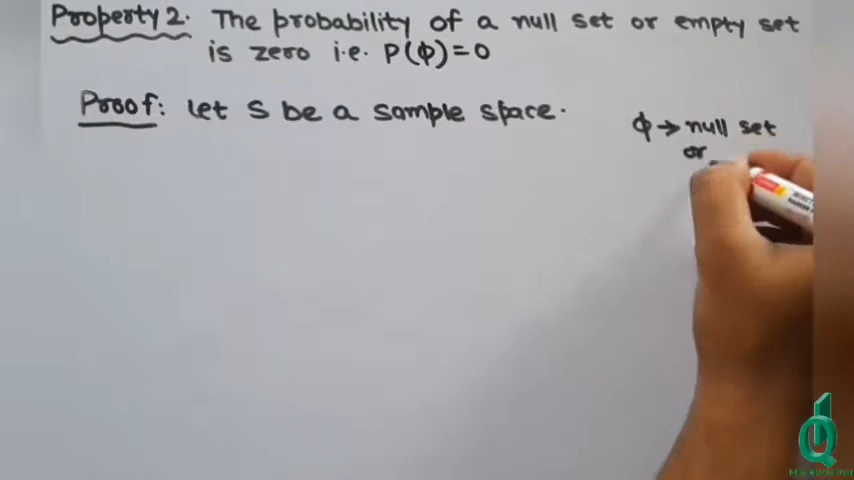 Property 2. The probability of a null set or empty set
is zero i.e. P(ϕ)=0
Proof: let S be a sample space.
ϕ → null set
or